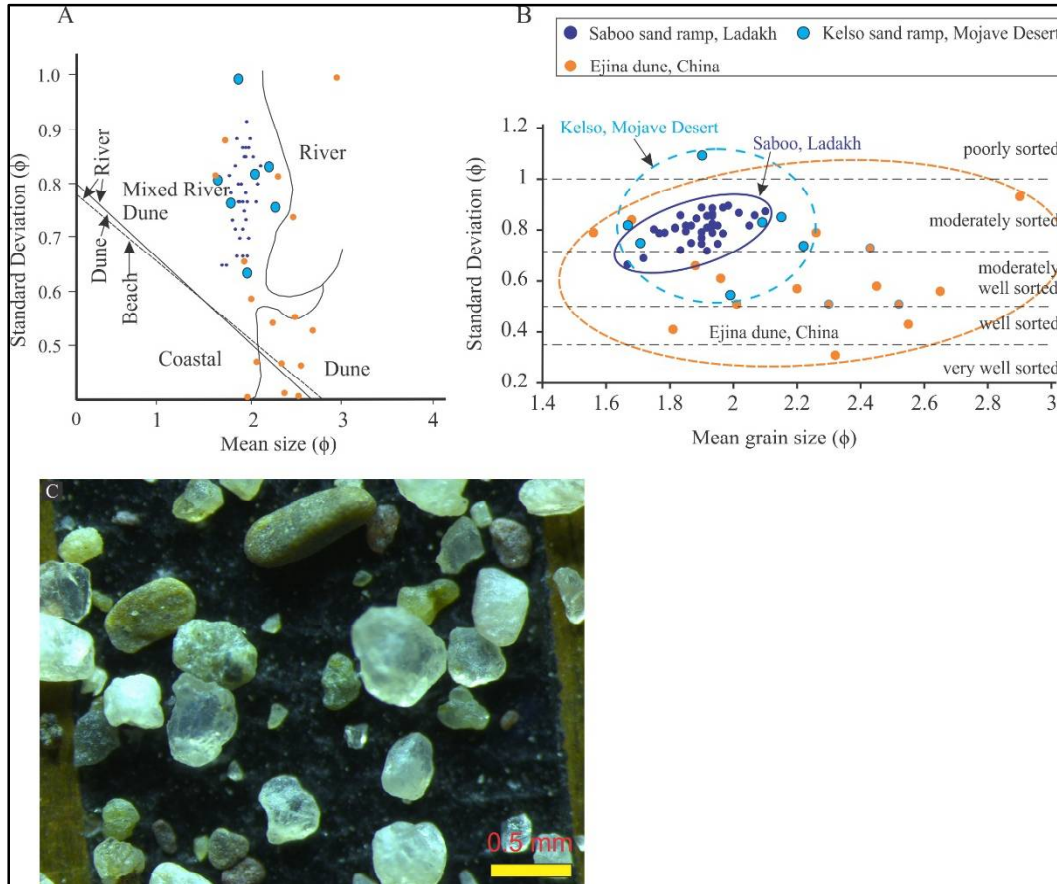 A
Standard Deviation (ϕ)
1.0
0.9
0.8
0.7
0.6
0.5
River
Mixed River
Dune
River
Dune
Beach
Coastal
Dune
0
1
2
3
4
Mean size (ϕ)
B
Saboo sand ramp, Ladakh
Kelso sand ramp, Mojave Desert
Ejina dune, China
Standard Deviation (ϕ)
1.2
1
0.8
0.6
0.4
0.2
Kelso, Mojave Desert
Saboo, Ladakh
poorly sorted
moderately sorted
moderately
well sorted
well sorted
very well sorted
Ejina dune, China
1.4
1.6
1.8
2
2.2
2.4
2.6
2.8
3
Mean grain size (ϕ)
C
0.5 mm